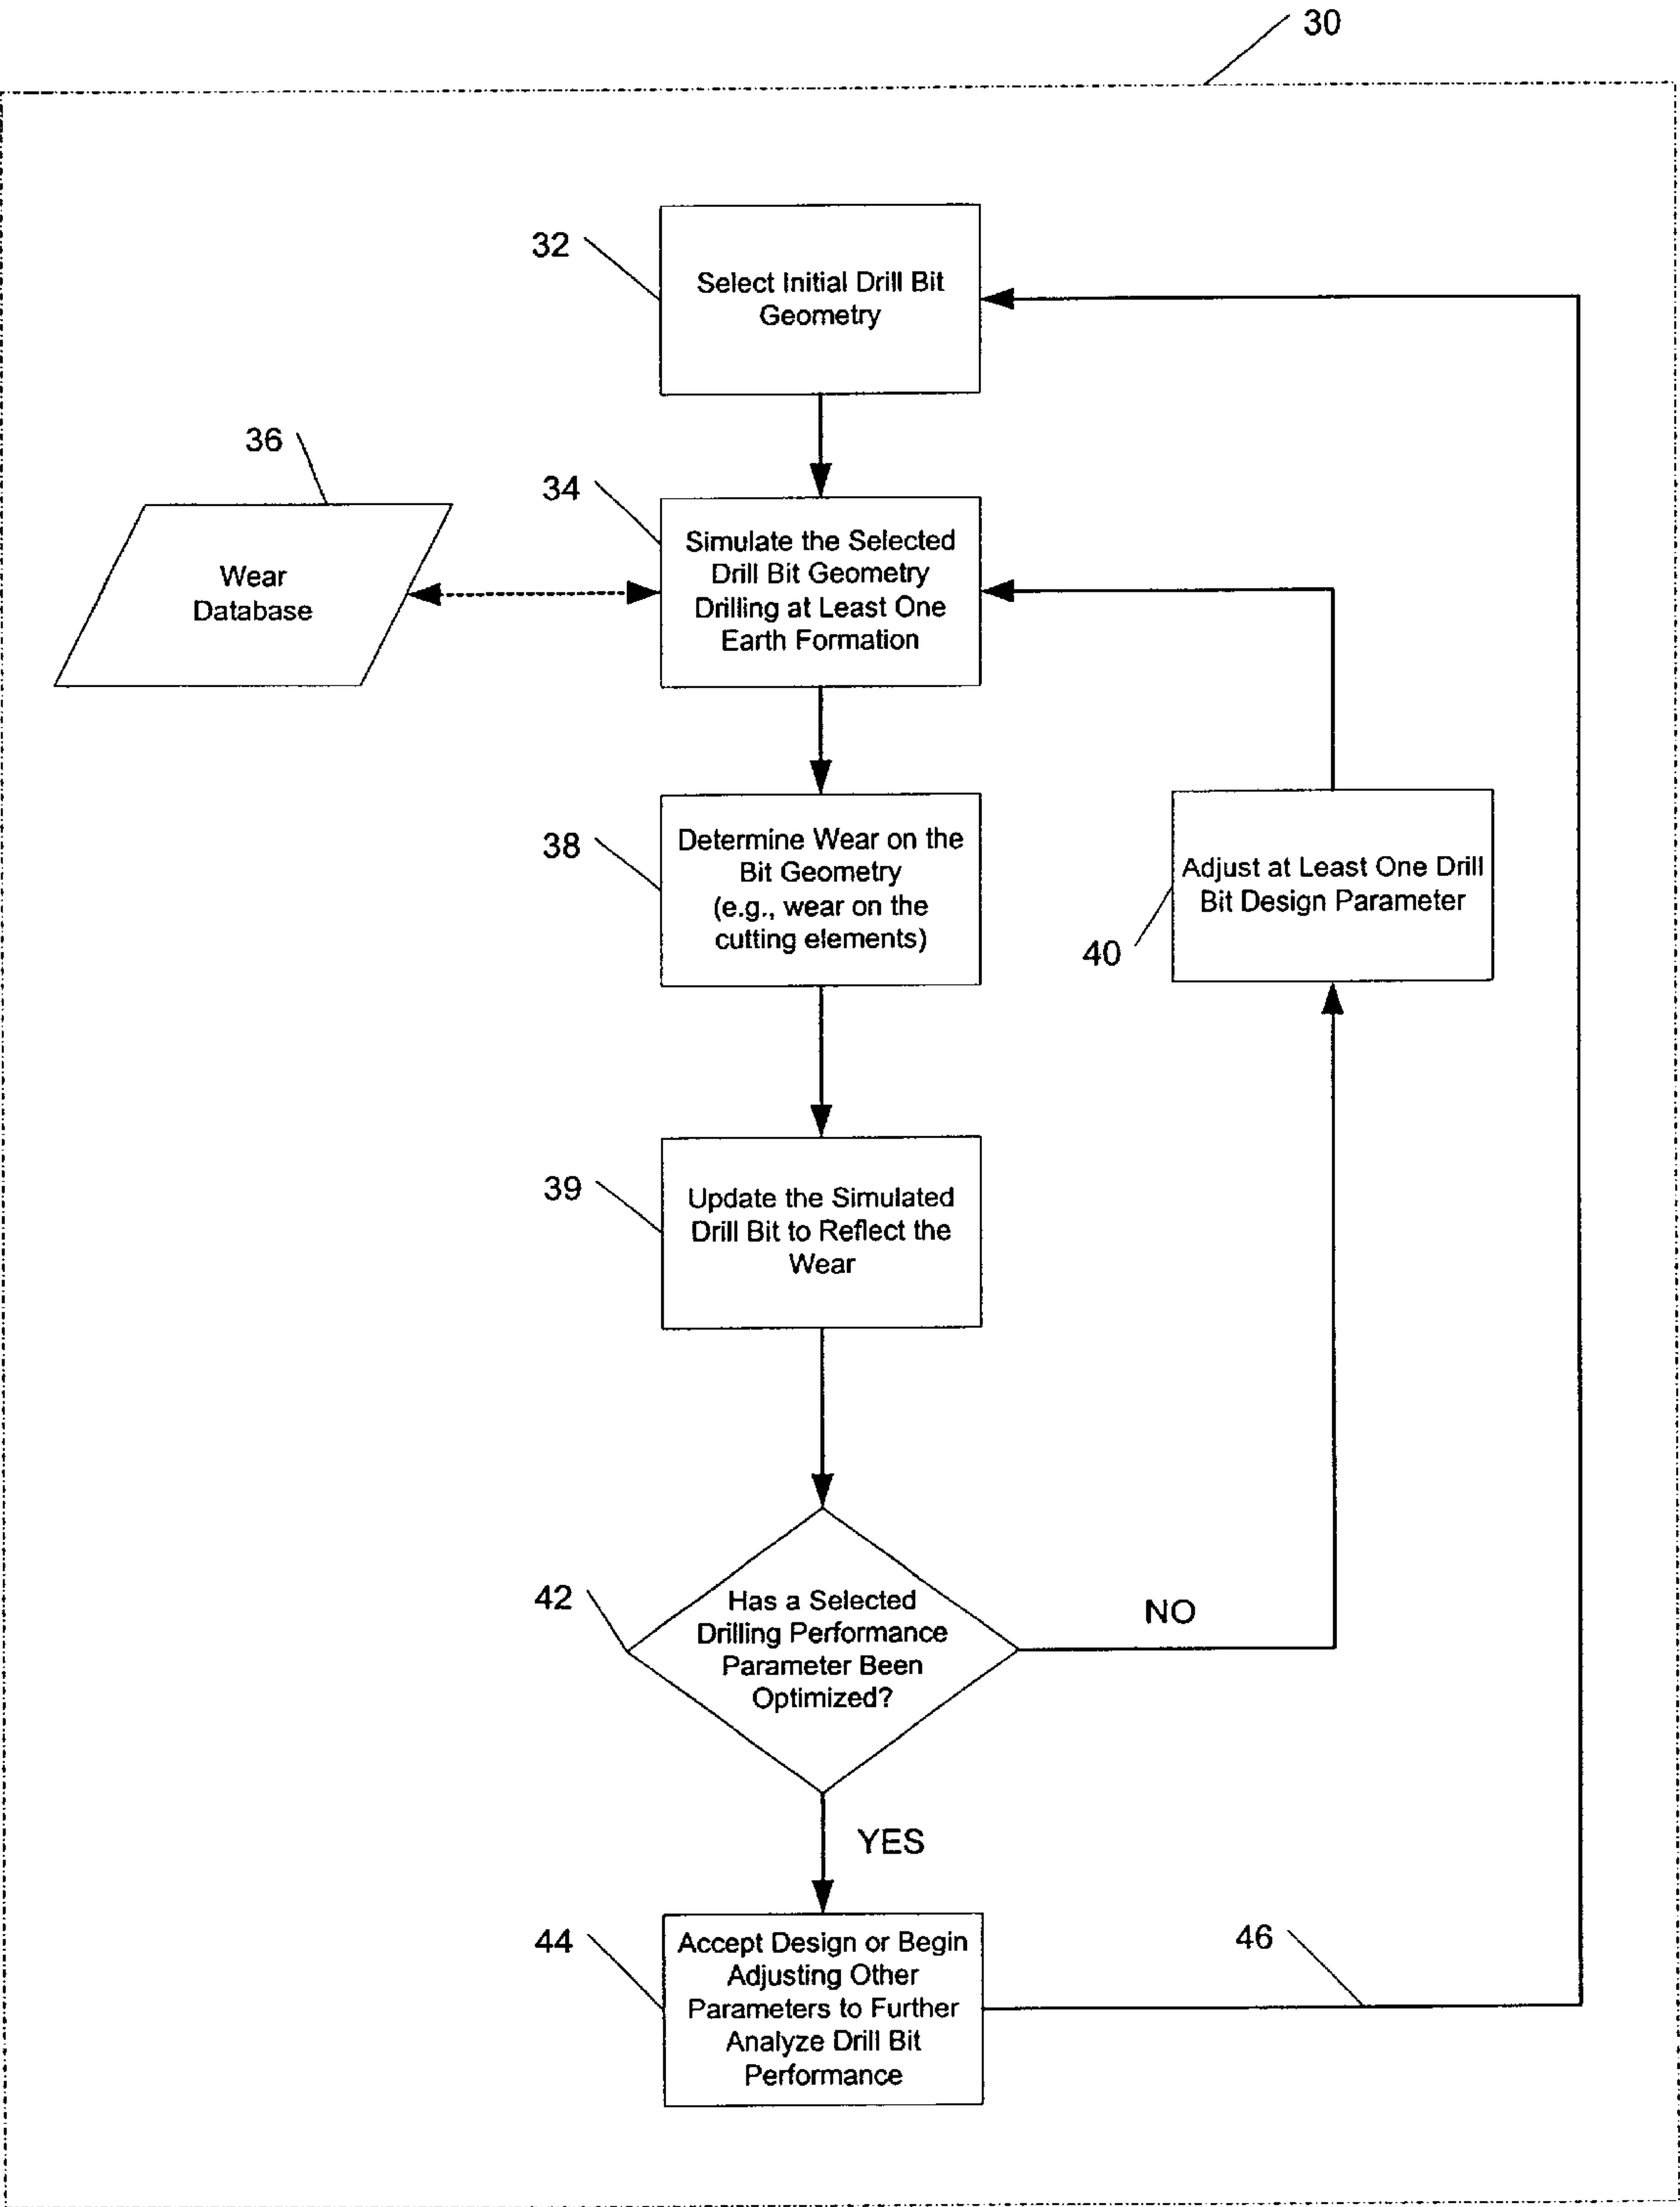 30
32
Select Initial Drill Bit
Geometry
36
34
Wear
Database
Simulate the Selected
Drill Bit Geometry
Drilling at Least One
Earth Formation
38
Determine Wear on the
Bit Geometry
(e.g., wear on the
cutting elements)
Adjust at Least One Drill
Bit Design Parameter
40
39
Update the Simulated
Drill Bit to Reflect the
Wear
42
Has a Selected
Drilling Performance
Parameter Been
Optimized?
NO
YES
44
Accept Design or Begin
Adjusting Other
Parameters to Further
Analyze Drill Bit
Performance
46